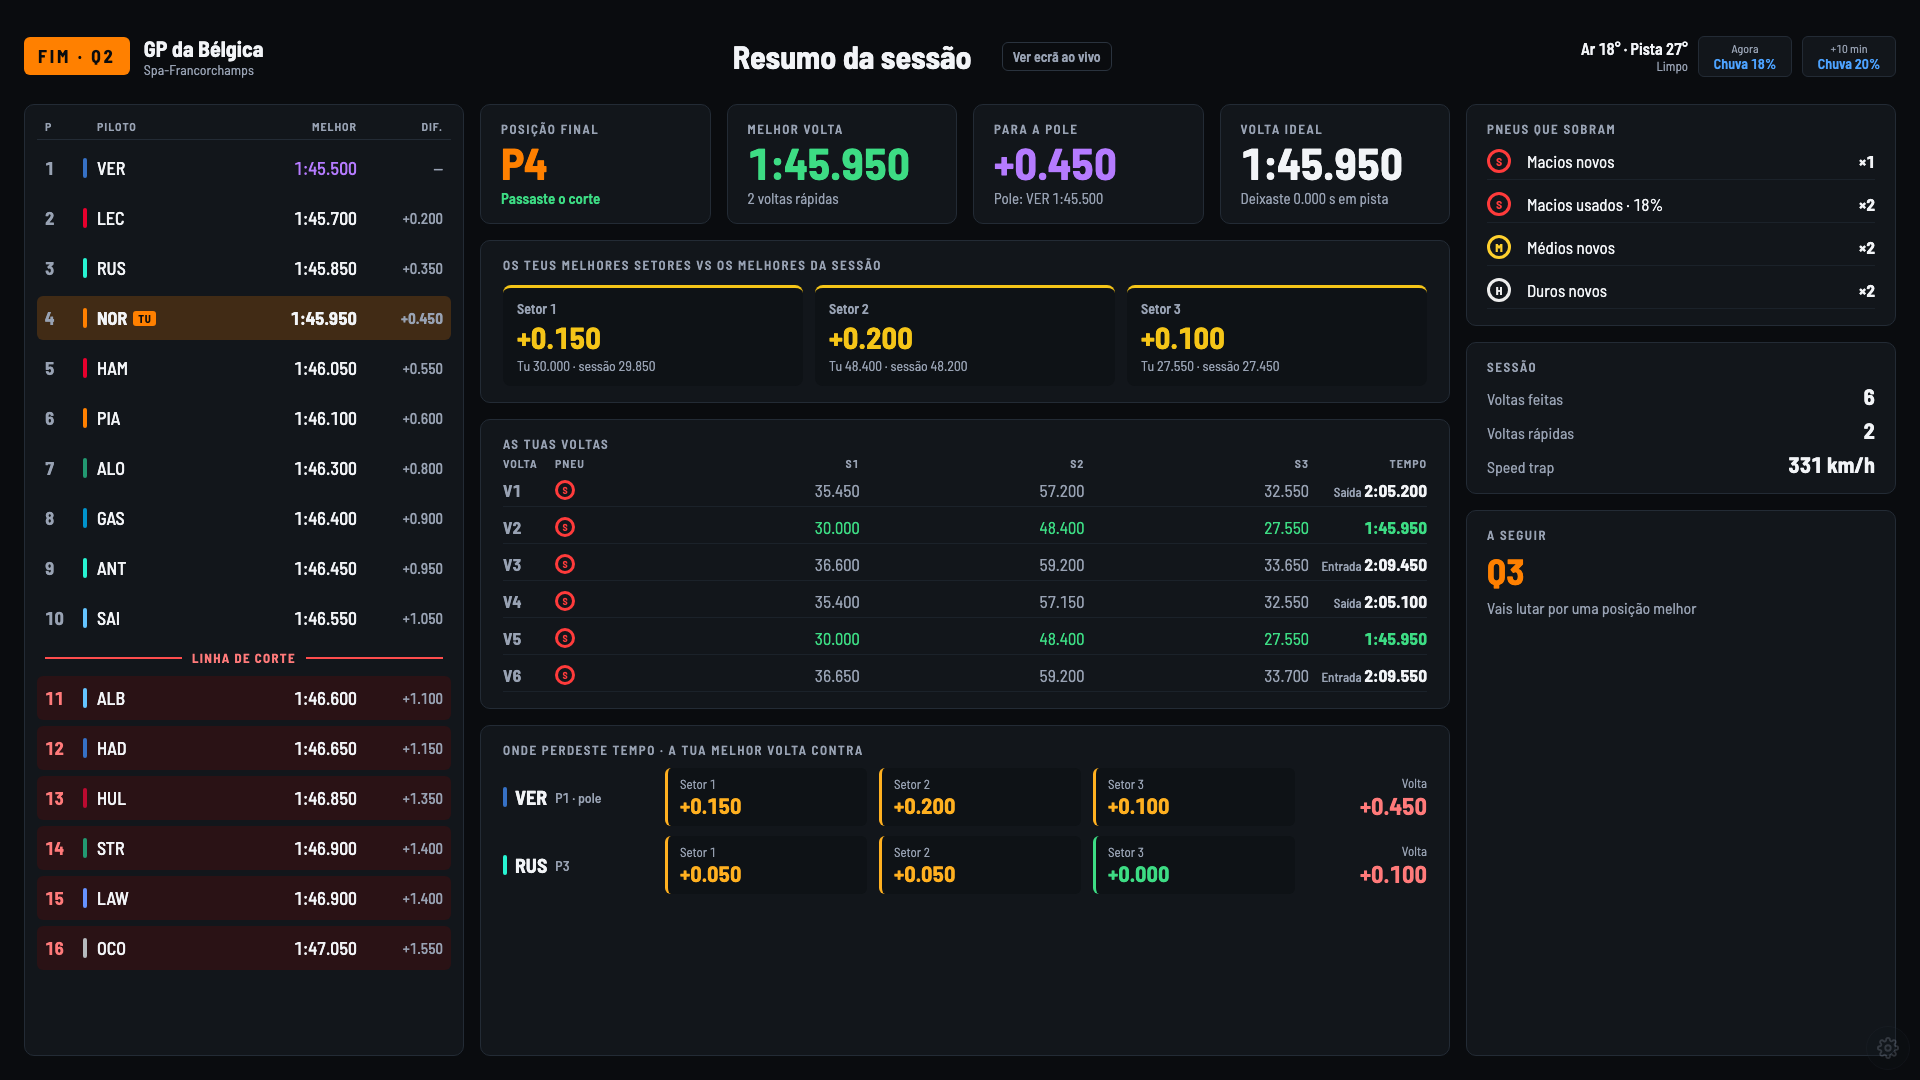 FIM · Q2
GP da Bélgica
Spa-Francorchamps
Resumo da sessão
Ver ecrã ao vivo
Ar 18° · Pista 27°
Limpo
Agora
Chuva 18%
+10 min
Chuva 20%
P PILOTO MELHOR DIF.
1 VER 1:45.500 –
2 LEC 1:45.700 +0.200
3 RUS 1:45.850 +0.350
4 NOR TU 1:45.950 +0.450
5 HAM 1:46.050 +0.550
6 PIA 1:46.100 +0.600
7 ALO 1:46.300 +0.800
8 GAS 1:46.400 +0.900
9 ANT 1:46.450 +0.950
10 SAI 1:46.550 +1.050
LINHA DE CORTE
11 ALB 1:46.600 +1.100
12 HAD 1:46.650 +1.150
13 HUL 1:46.850 +1.350
14 STR 1:46.900 +1.400
15 LAW 1:46.900 +1.400
16 OCO 1:47.050 +1.550
POSIÇÃO FINAL
P4
Passaste o corte
MELHOR VOLTA
1:45.950
2 voltas rápidas
PARA A POLE
+0.450
Pole: VER 1:45.500
VOLTA IDEAL
1:45.950
Deixaste 0.000 s em pista
OS TEUS MELHORES SETORES VS OS MELHORES DA SESSÃO
Setor 1
+0.150
Tu 30.000 · sessão 29.850
Setor 2
+0.200
Tu 48.400 · sessão 48.200
Setor 3
+0.100
Tu 27.550 · sessão 27.450
AS TUAS VOLTAS
VOLTA PNEU S1 S2 S3 TEMPO
V1 S 35.450 57.200 32.550 Saída 2:05.200
V2 S 30.000 48.400 27.550 1:45.950
V3 S 36.600 59.200 33.650 Entrada 2:09.450
V4 S 35.400 57.150 32.550 Saída 2:05.100
V5 S 30.000 48.400 27.550 1:45.950
V6 S 36.650 59.200 33.700 Entrada 2:09.550
ONDE PERDESTE TEMPO · A TUA MELHOR VOLTA CONTRA
VER P1 · pole
Setor 1
+0.150
Setor 2
+0.200
Setor 3
+0.100
Volta
+0.450
RUS P3
Setor 1
+0.050
Setor 2
+0.050
Setor 3
+0.000
Volta
+0.100
PNEUS QUE SOBRAM
S Macios novos ×1
S Macios usados · 18% ×2
M Médios novos ×2
H Duros novos ×2
SESSÃO
Voltas feitas 6
Voltas rápidas 2
Speed trap 331 km/h
A SEGUIR
Q3
Vais lutar por uma posição melhor